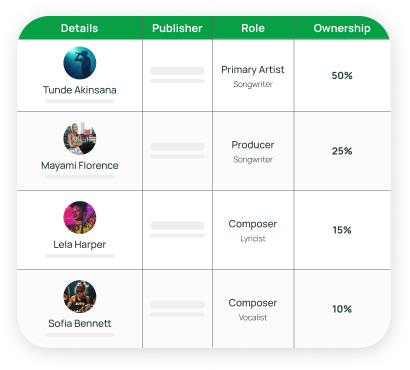 Details Publisher Role Ownership
Tunde Akinsana
Primary Artist
Songwriter
50%
Mayami Florence
Producer
Songwriter
25%
Lela Harper
Composer
Lyricist
15%
Sofia Bennett
Composer
Vocalist
10%